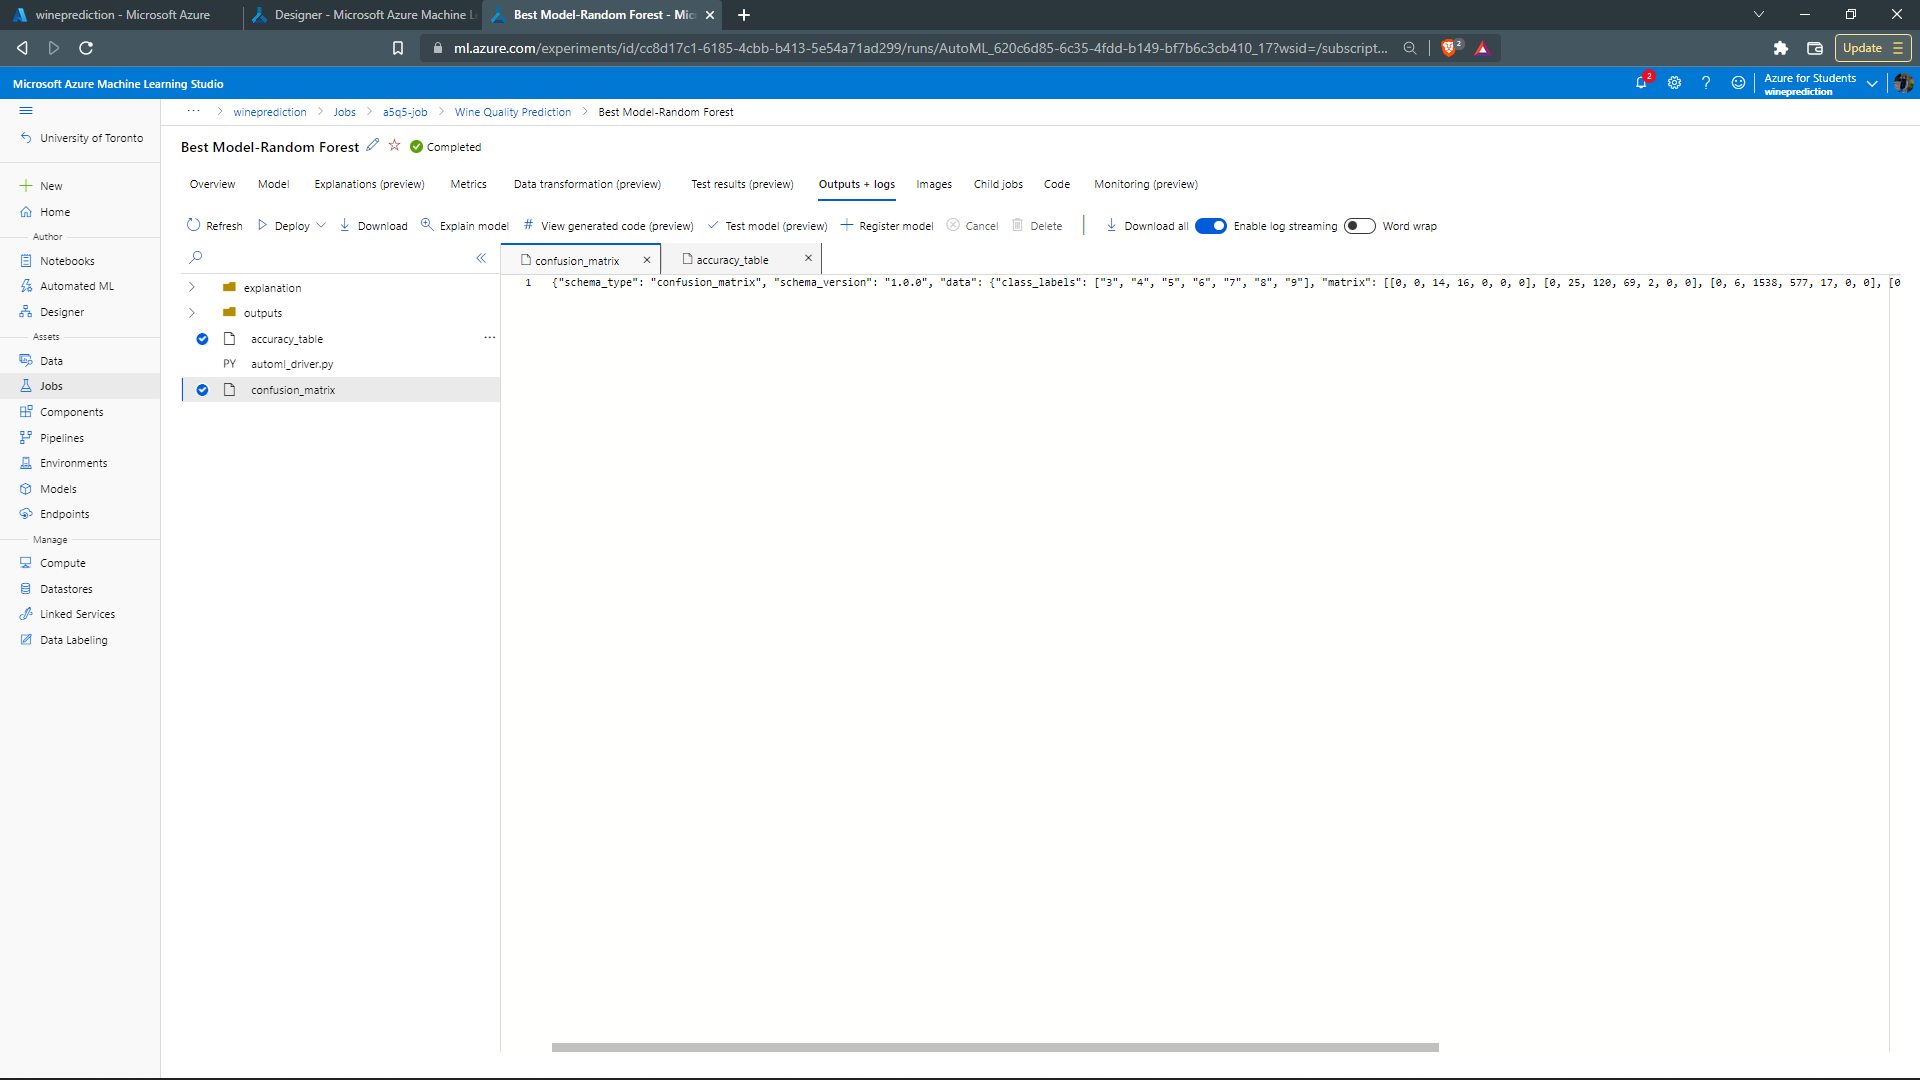 wineprediction - Microsoft Azure
Designer - Microsoft Azure Machine L
Best Model-Random Forest - Mic
ml.azure.com/experiments/id/cc8d17c1-6185-4cbb-b413-5e54a71ad299/runs/AutoML_620c6d85-6c35-4fdd-b149-bf7b6c3cb410_17?wsid=/subscript...
2
Update
Microsoft Azure Machine Learning Studio
2
Azure for Students
wineprediction
... > wineprediction > Jobs > a5q5-job > Wine Quality Prediction > Best Model-Random Forest
University of Toronto
New
Home
Author
Notebooks
Automated ML
Designer
Assets
Data
Jobs
Components
Pipelines
Environments
Models
Endpoints
Manage
Compute
Datastores
Linked Services
Data Labeling
Best Model-Random Forest Completed
Overview Model Explanations (preview) Metrics Data transformation (preview) Test results (preview) Outputs + logs Images Child jobs Code Monitoring (preview)
Refresh Deploy Download Explain model View generated code (preview) Test model (preview) Register model Cancel Delete Download all Enable log streaming Word wrap
explanation
outputs
accuracy_table ...
PY automl_driver.py
confusion_matrix
confusion_matrix accuracy_table
1 {"schema_type": "confusion_matrix", "schema_version": "1.0.0", "data": {"class_labels": ["3", "4", "5", "6", "7", "8", "9"], "matrix": [[0, 0, 14, 16, 0, 0, 0], [0, 25, 120, 69, 2, 0, 0], [0, 6, 1538, 577, 17, 0, 0], [0